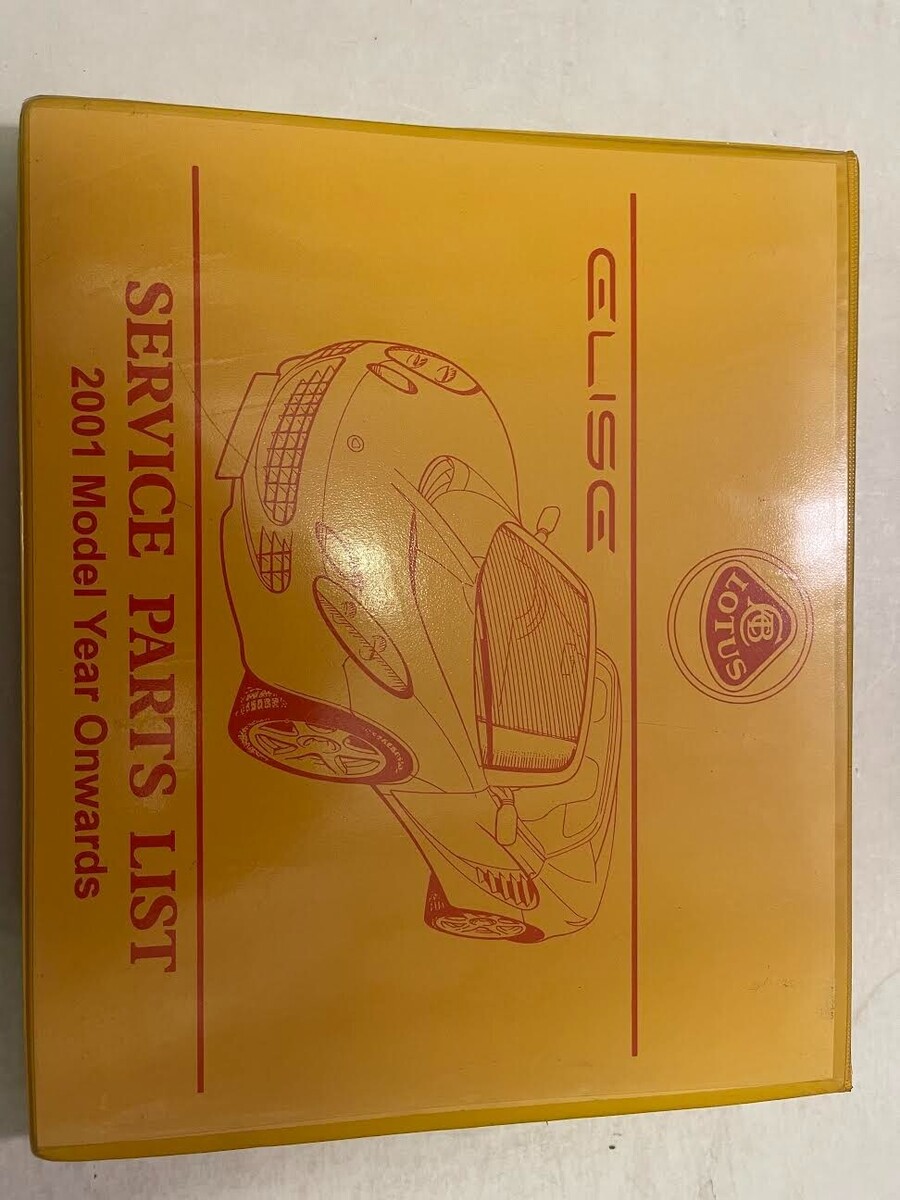 LOTUS
ELISE
SERVICE PARTS LIST
2001 Model Year Onwards